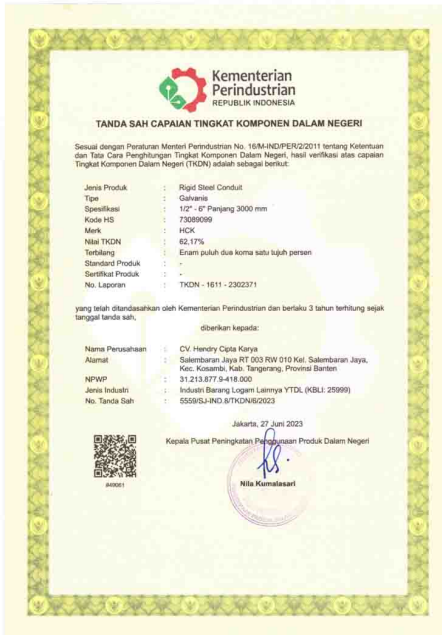 Kementerian
Perindustrian
REPUBLIK INDONESIA
TANDA SAH CAPAIAN TINGKAT KOMPONEN DALAM NEGERI
Sesuai dengan Peraturan Menteri Perindustrian No. 16/M-IND/PER/2/2011 tentang Ketentuan
dan Tata Cara Penghitungan Tingkat Komponen Dalam Negeri, hasil verifikasi atas capaian
Tingkat Komponen Dalam Negeri (TKDN) adalah sebagai berikut:
Jenis Produk : Rigid Steel Conduit
Tipe : Galvanis
Spesifikasi : 1/2" - 6" Panjang 3000 mm
Kode HS : 73089099
Merk : HCK
Nilai TKDN : 62.17%
Terbilang : Enam puluh dua koma satu tujuh persen
Standard Produk : -
Sertifikat Produk : -
No. Laporan : TKDN - 1611 - 2302371
yang telah ditandasahkan oleh Kementerian Perindustrian dan berlaku 3 tahun terhitung sejak
tanggal tanda sah,
diberikan kepada:
Nama Perusahaan : CV. Hendry Cipta Karya
Alamat : Salembaran Jaya RT 003 RW 010 Kel. Salembaran Jaya,
Kec. Kosambi, Kab. Tangerang, Provinsi Banten
NPWP : 31.213.877.9-418.000
Jenis Industri : Industri Barang Logam Lainnya YTDL (KBLI: 25999)
No. Tanda Sah : 5559/SJ-IND.8/TKDN/6/2023
Jakarta, 27 Juni 2023
Kepala Pusat Peningkatan Penggunaan Produk Dalam Negeri
Nila Kumalasari